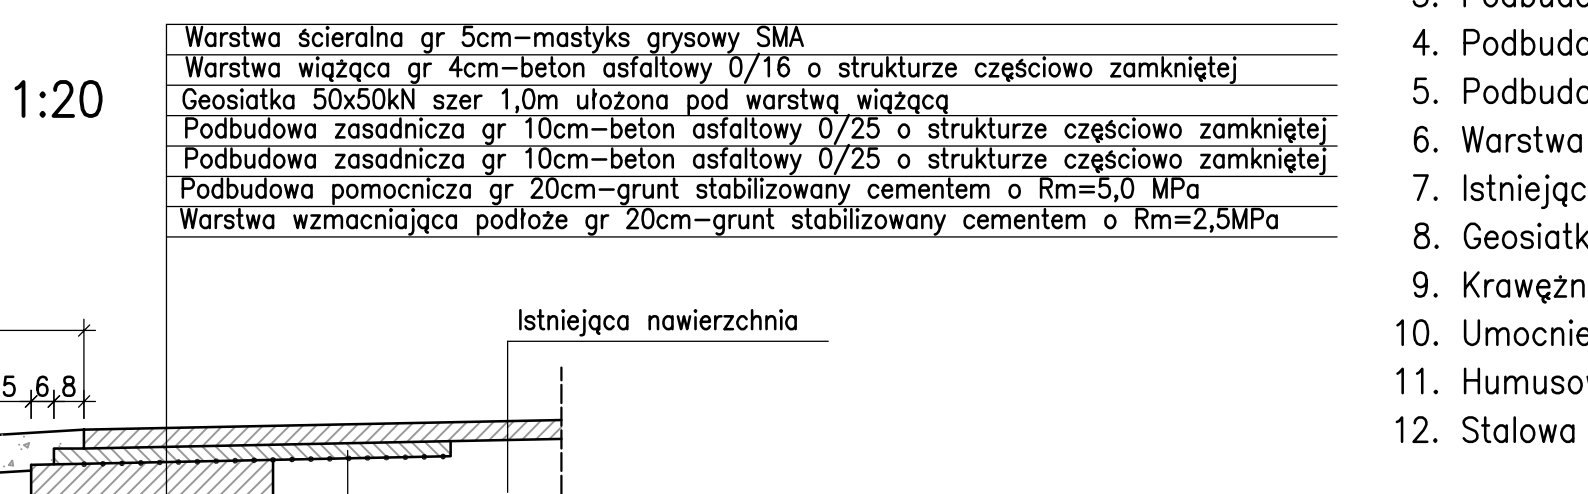 1:20
Warstwa ścieralna gr 5cm-mastyks grysowy SMA
Warstwa wiążąca gr 4cm-beton asfaltowy 0/16 o strukturze częściowo zamkniętej
Geosiatka 50x50kN szer 1,0m ułożona pod warstwą wiążącą
Podbudowa zasadnicza gr 10cm-beton asfaltowy 0/25 o strukturze częściowo zamkniętej
Podbudowa zasadnicza gr 10cm-beton asfaltowy 0/25 o strukturze częściowo zamkniętej
Podbudowa pomocnicza gr 20cm-grunt stabilizowany cementem o Rm=5,0 MPa
Warstwa wzmacniająca podłoże gr 20cm-grunt stabilizowany cementem o Rm=2,5MPa
Istniejąca nawierzchnia
5 6 8
4. Podbudo
5. Podbudo
6. Warstwa
7. Istniejąc
8. Geosiatk
9. Krawężn
10. Umocnie
11. Humusow
12. Stalowa